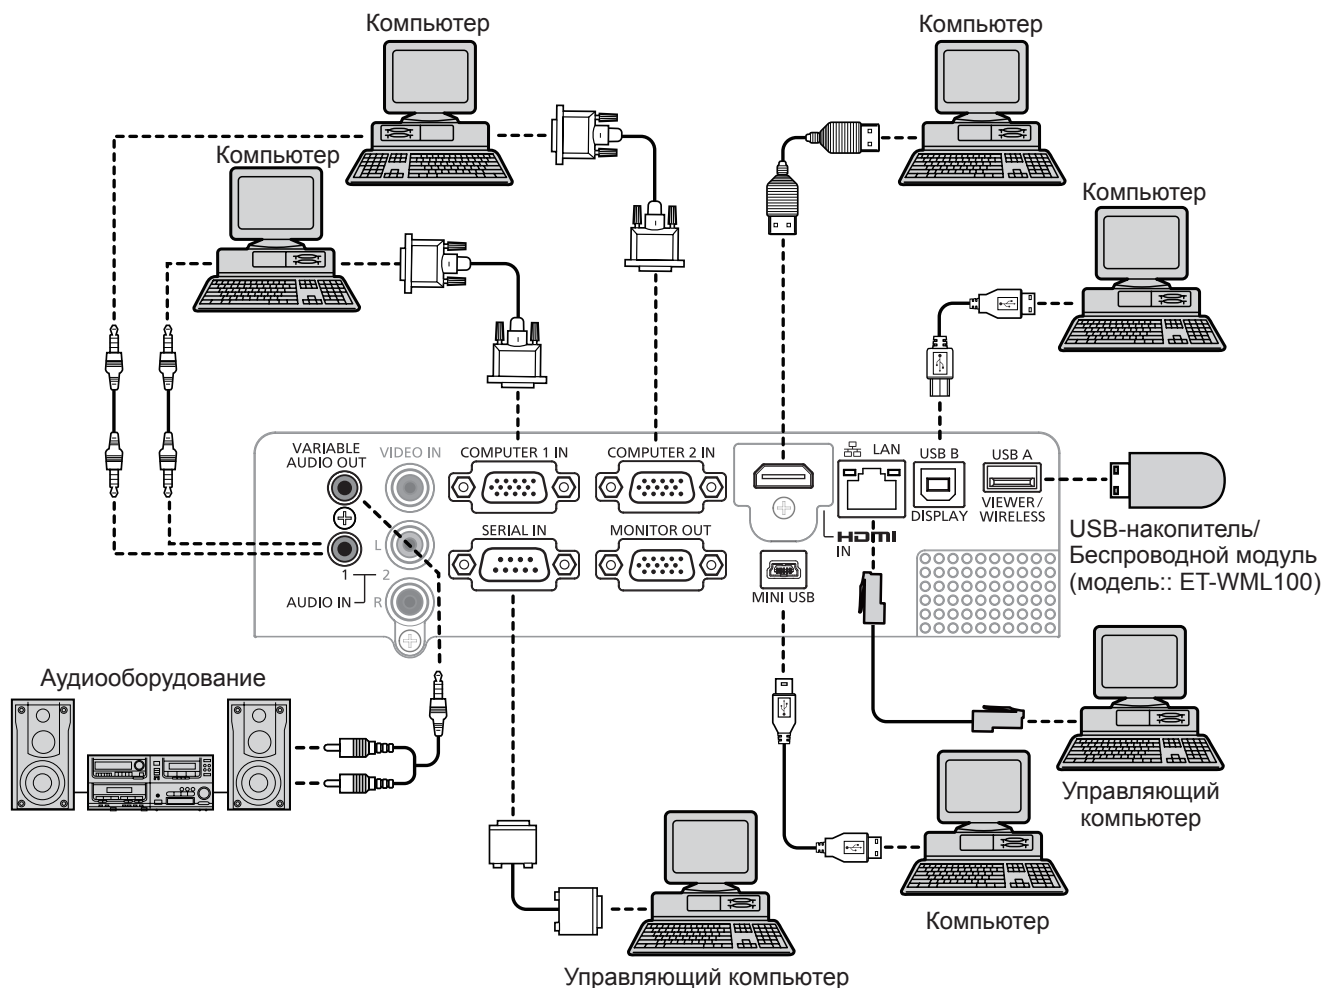 Компьютер
Компьютер
Компьютер
Компьютер
VARIABLE
AUDIO OUT
VIDEO IN
COMPUTER 1 IN
COMPUTER 2 IN
LAN
USB B
USB A
DISPLAY
VIEWER /
WIRELESS
SERIAL IN
MONITOR OUT
HDMI
IN
L
1
2
MINI USB
AUDIO IN
R
USB-накопитель/
Беспроводной модуль
(модель:: ET-WML100)
Аудиооборудование
Управляющий
компьютер
Компьютер
Управляющий компьютер